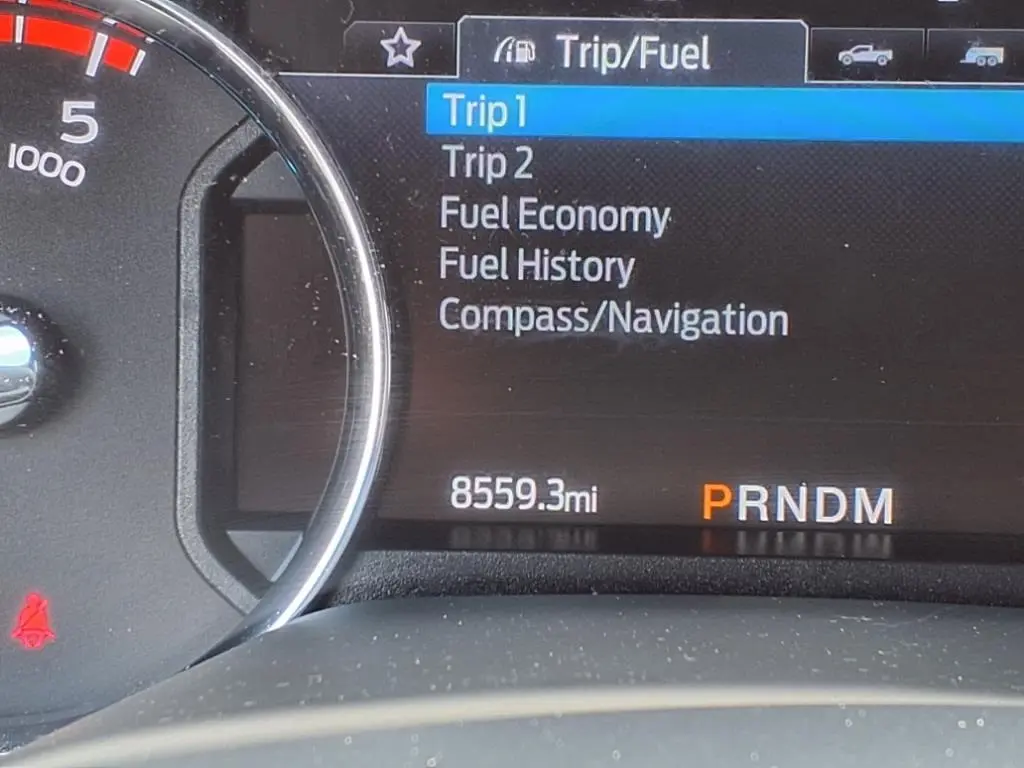 Trip/Fuel
5
1000
Trip 1
Trip 2
Fuel Economy
Fuel History
Compass/Navigation
8559.3mi
PRNDM